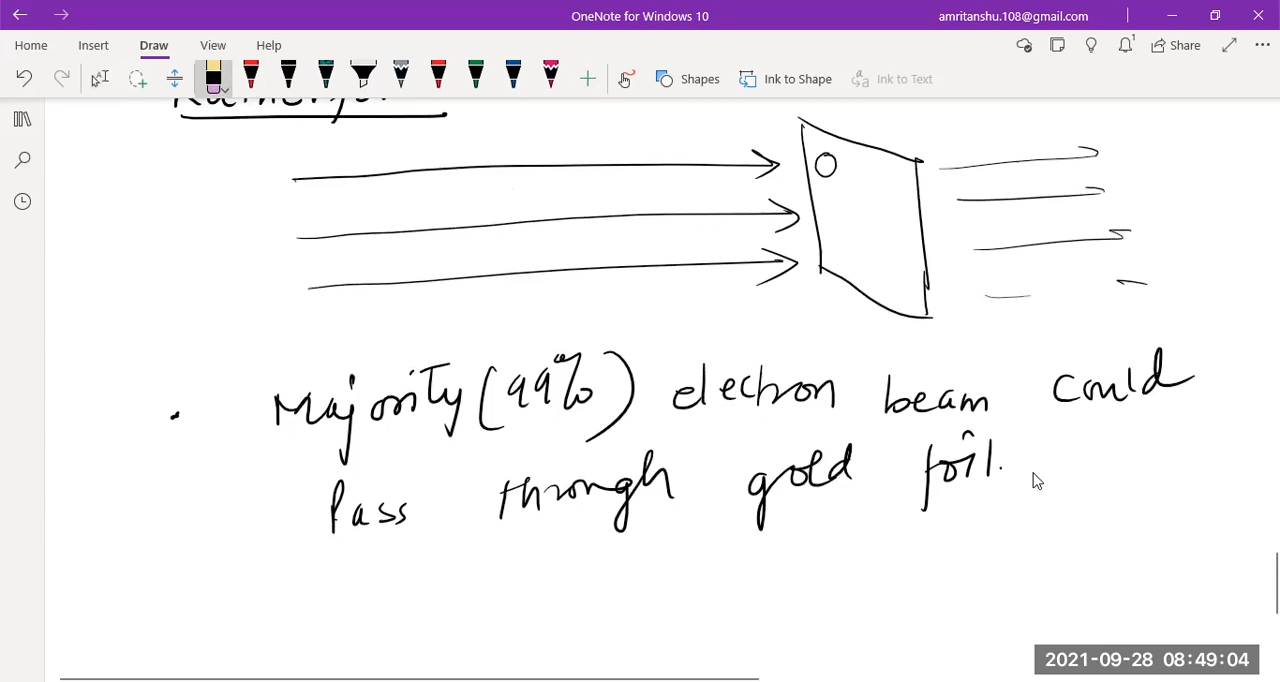 OneNote for Windows 10
amritanshu.108@gmail.com
Home Insert Draw View Help
Share
Shapes Ink to Shape Ink to Text
Majority (99%) electron beam could
Pass through gold foil.
2021-09-28 08:49:04